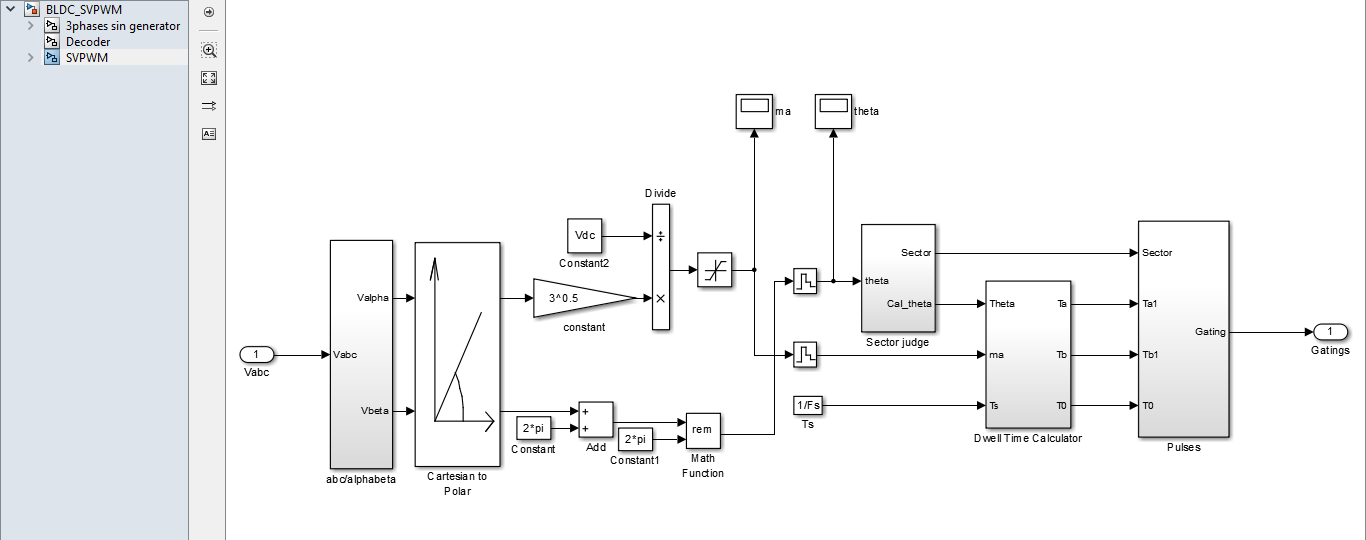 BLDC_SVPWM
3phases sin generator
Decoder
SVPWM
A
ma
theta
Divide
Vdc
÷
Constant2
3^0.5
×
constant
Sector
theta
Cal_theta
Sector judge
Sector
Valpha
Theta
Ta
Ta1
Gating
1
Gatings
1
Vabc
Vabc
ma
Tb
Tb1
Vbeta
1/Fs
Ts
Ts
T0
T0
+
+
2*pi
Constant
Add
2*pi
Constant1
rem
Math
Function
Dwell Time Calculator
Pulses
abc/alphabeta
Cartesian to
Polar